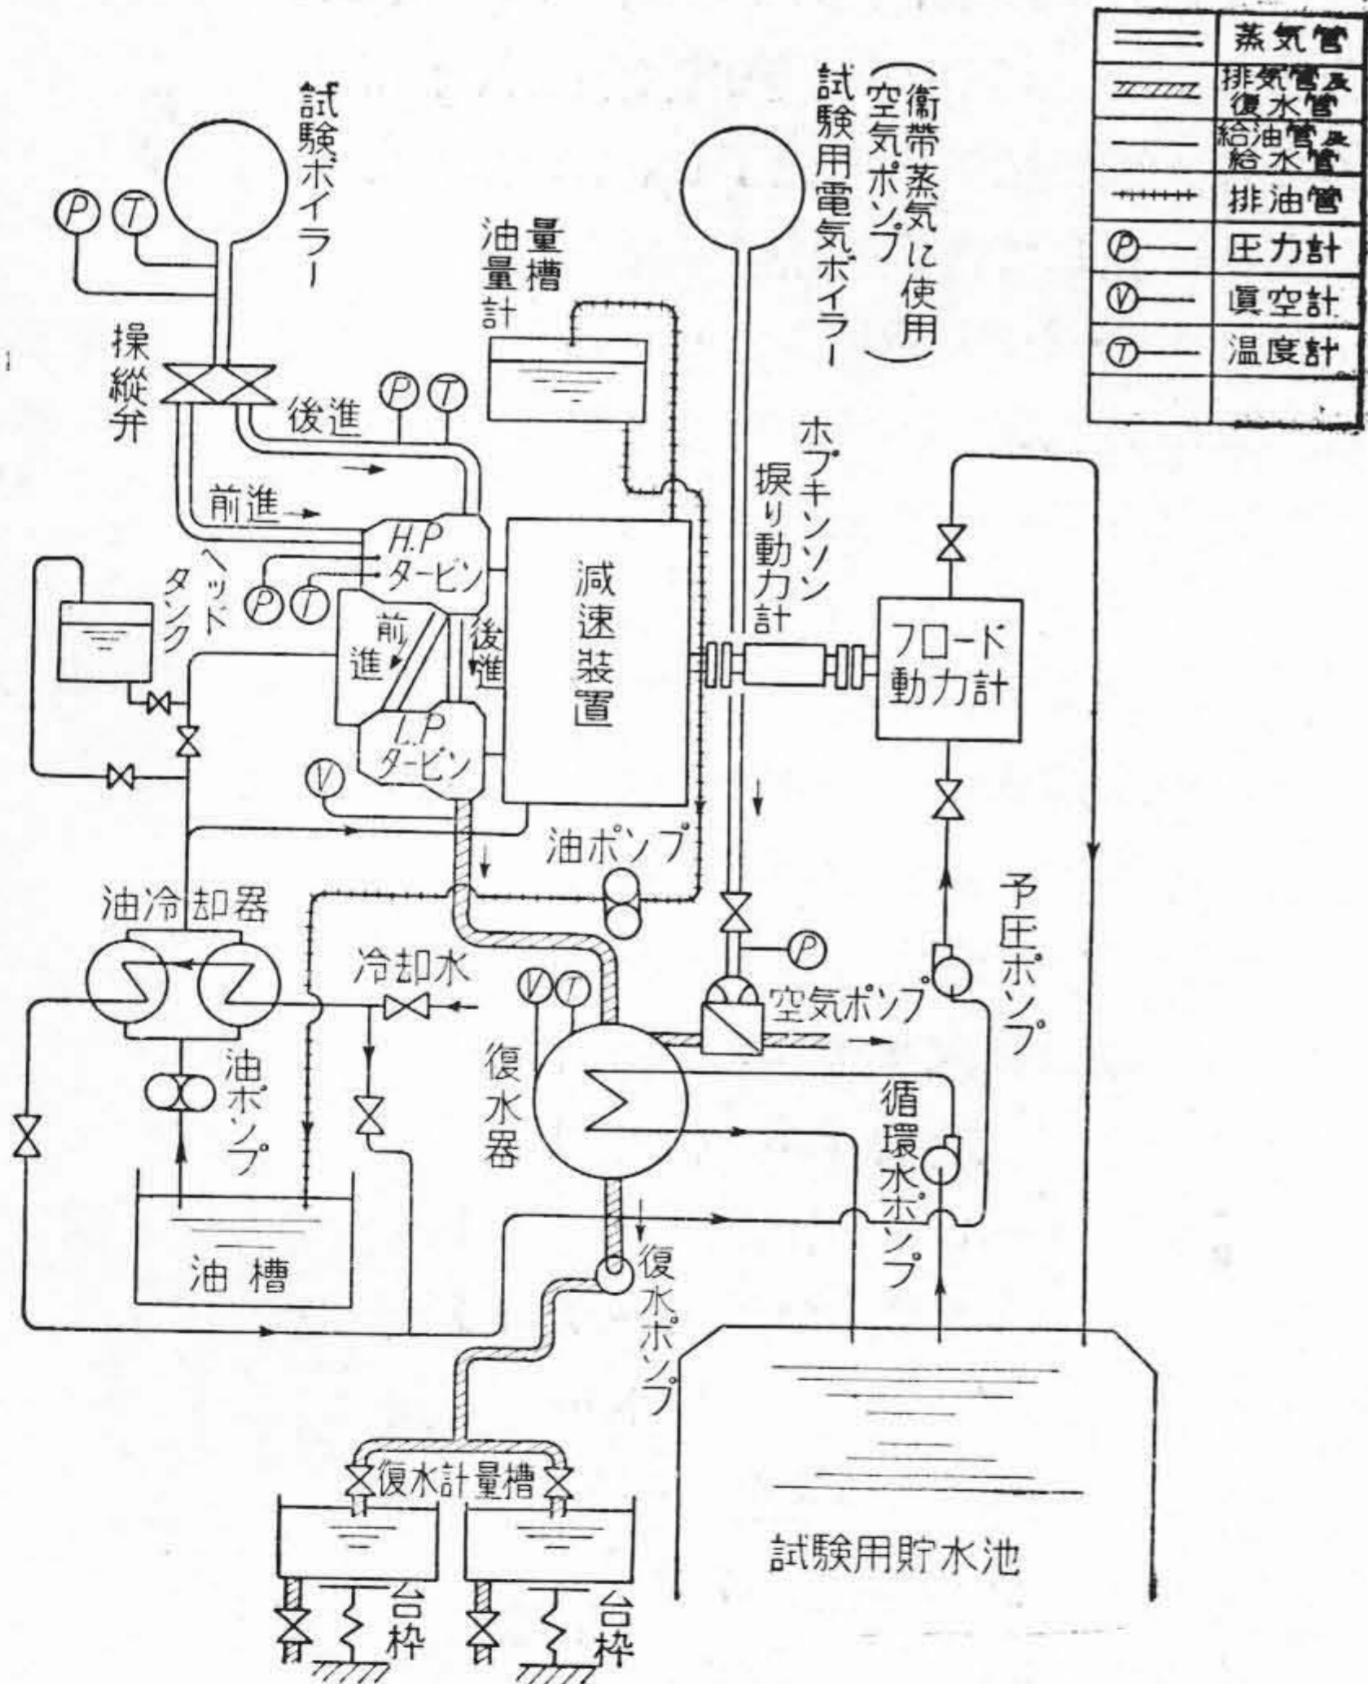 蒸気管
排気管及
復水管
給油管及
給水管
排油管
P
圧力計
V
真空計
T
温度計
試験ボイラー
P
T
操縦弁
試験用電気ボイラー
空気ポンプ
(衛帯蒸気に使用)
油量計
量槽
P
T
後進
前進
ホプキンソン
捩り動力計
H.P
タービン
P
T
減速装置
ヘッド
タンク
前進
後進
フロード
動力計
L.P
タービン
V
油ポンプ
油冷却器
冷却水
予圧ポンプ
P
V
T
空気ポンプ
復水器
油ポンプ
循環水ポンプ
油槽
復水ポンプ
復水計量槽
台枠
台枠
試験用貯水池